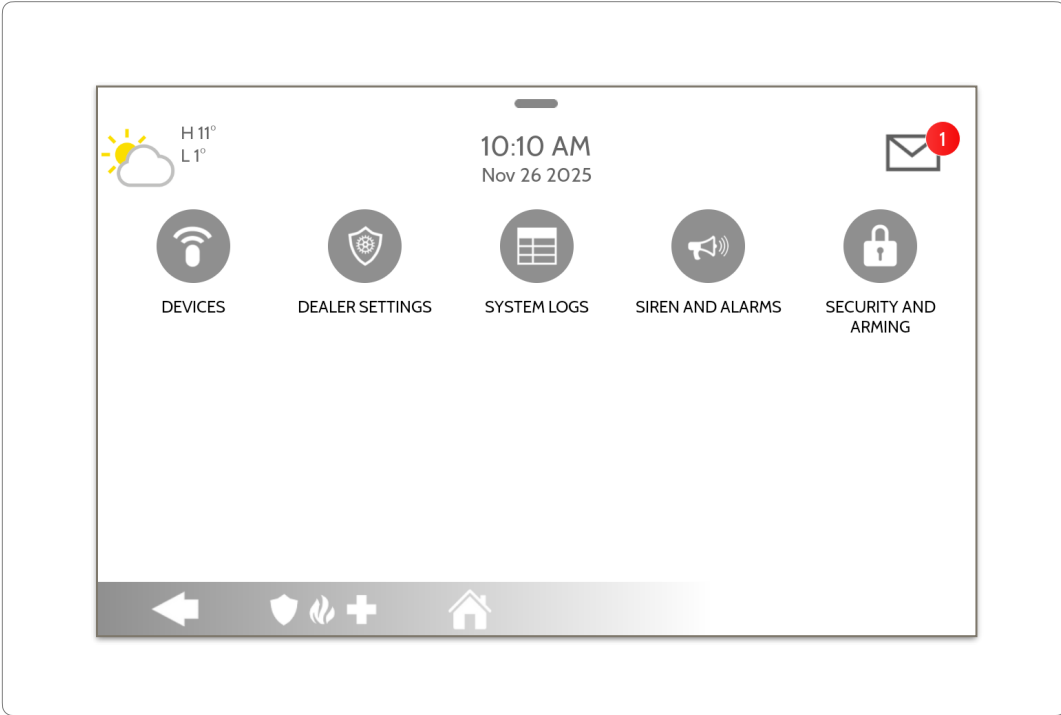 H 11°
L 1°
10:10 AM
Nov 26 2025
1
DEVICES
DEALER SETTINGS
SYSTEM LOGS
SIREN AND ALARMS
SECURITY AND
ARMING